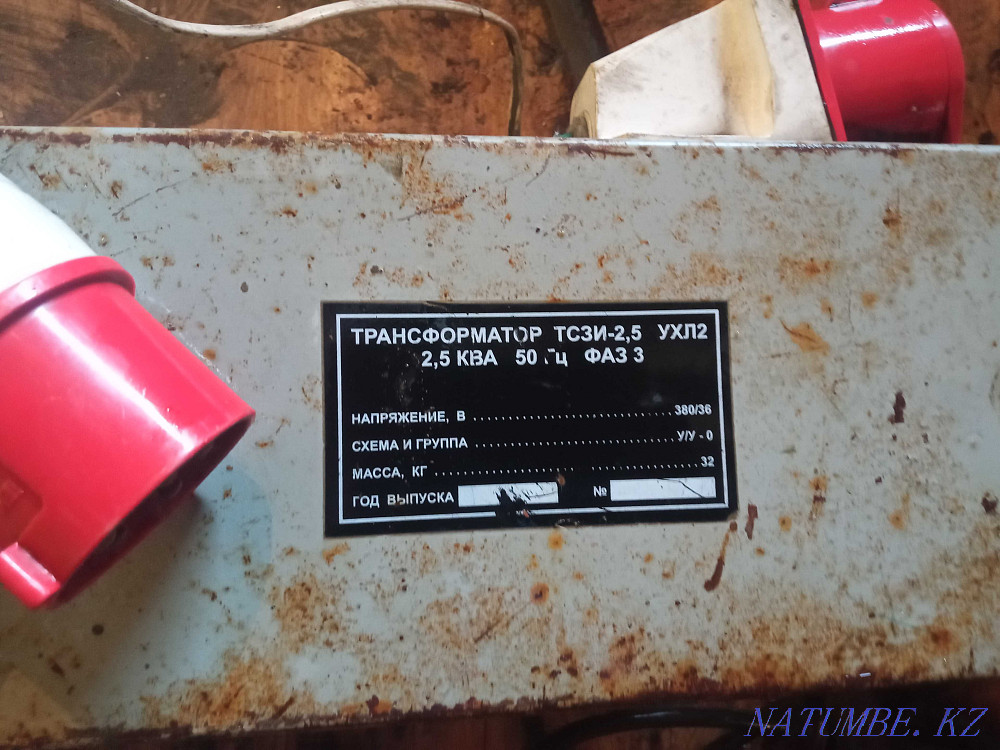 ТРАНСФОРМАТОР ТСЗИ-2,5 УХЛ2
2,5 КВА 50 Гц ФАЗ 3
НАПРЯЖЕНИЕ, В ............................. 380/36
СХЕМА И ГРУППА ............................. У/У - 0
МАССА, КГ ............................. 32
ГОД ВЫПУСКА №
NATUMBE.KZ